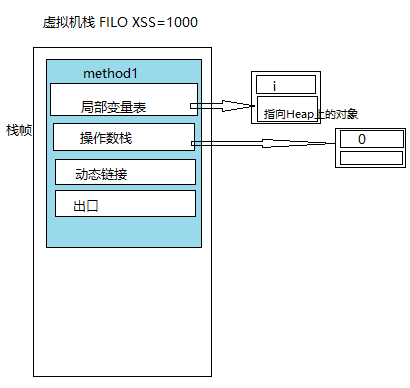 虚拟机栈 FILO XSS=1000
method1
局部变量表
i
指向Heap上的对象
栈帧
操作数栈
0
动态链接
出口